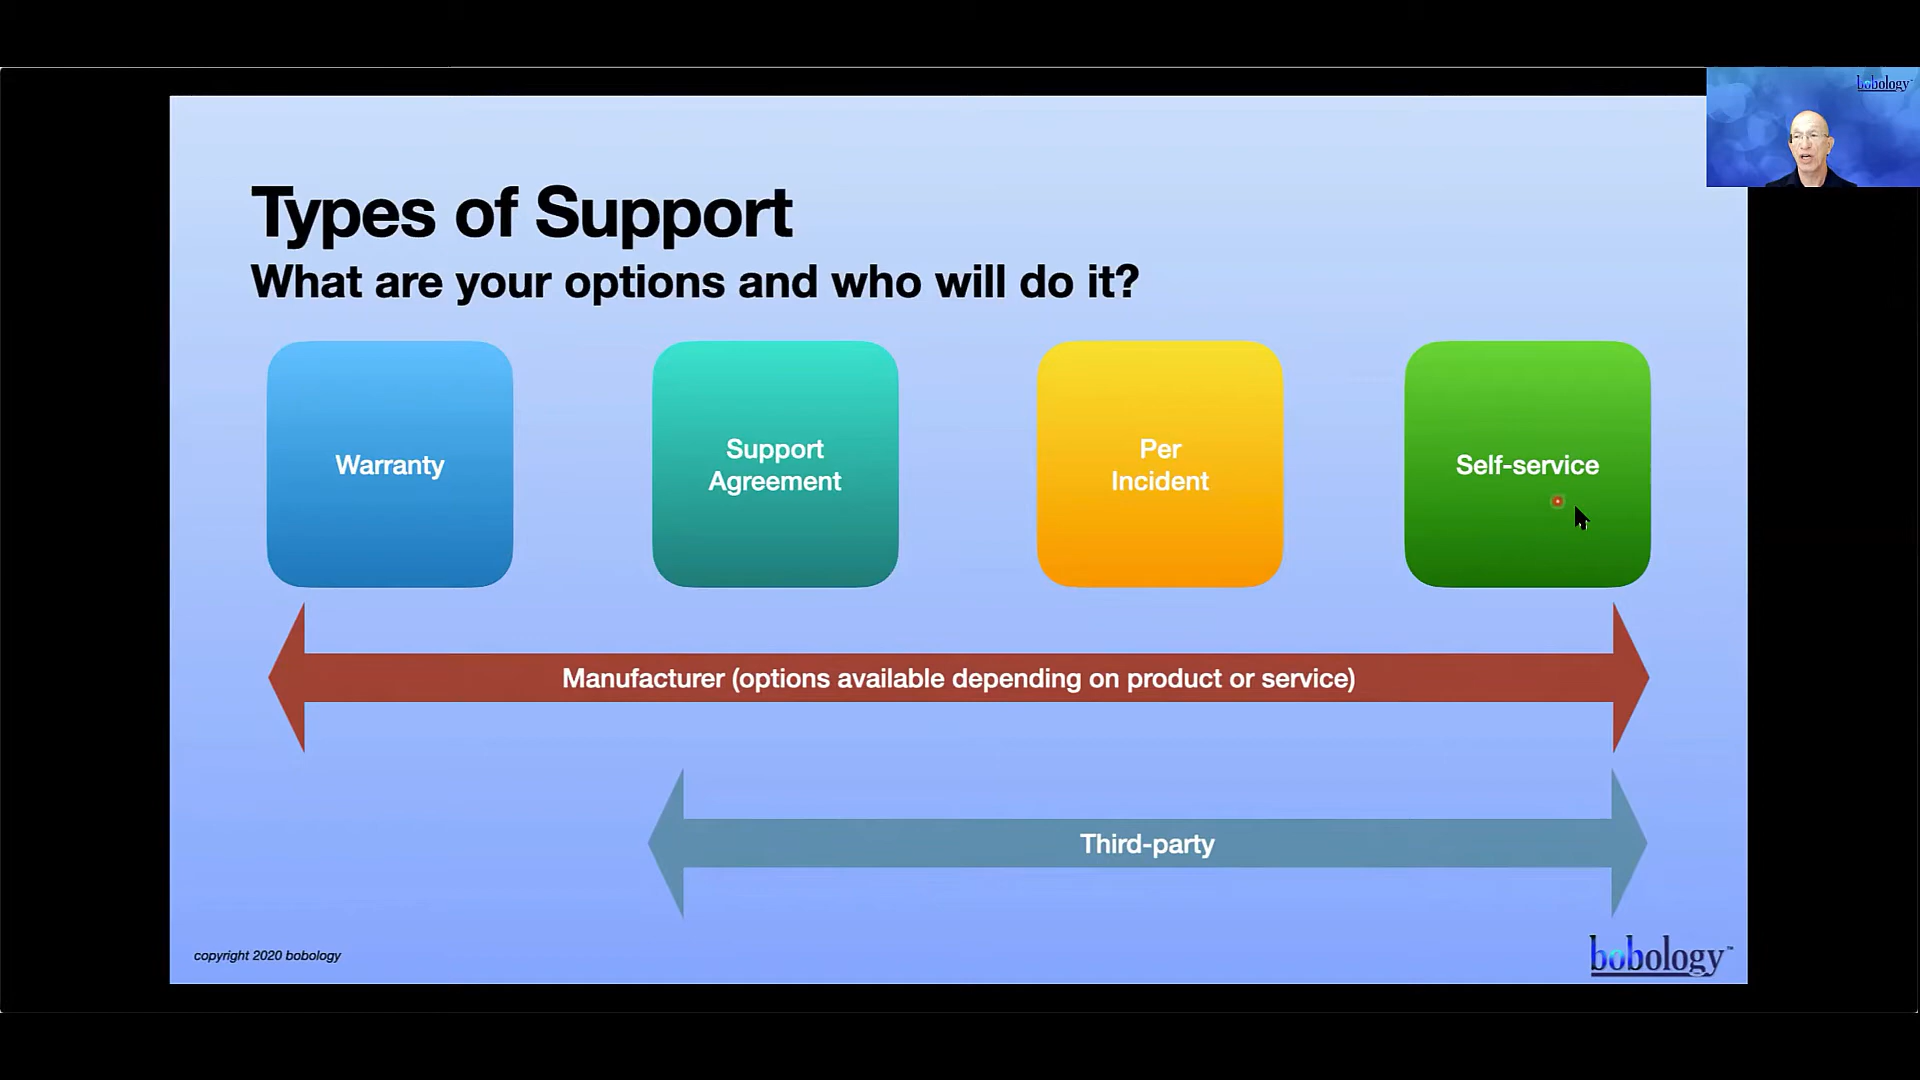 bobology
Types of Support
What are your options and who will do it?
Warranty
Support
Agreement
Per
Incident
Self-service
Manufacturer (options available depending on product or service)
Third-party
copyright 2020 bobology
bobology™